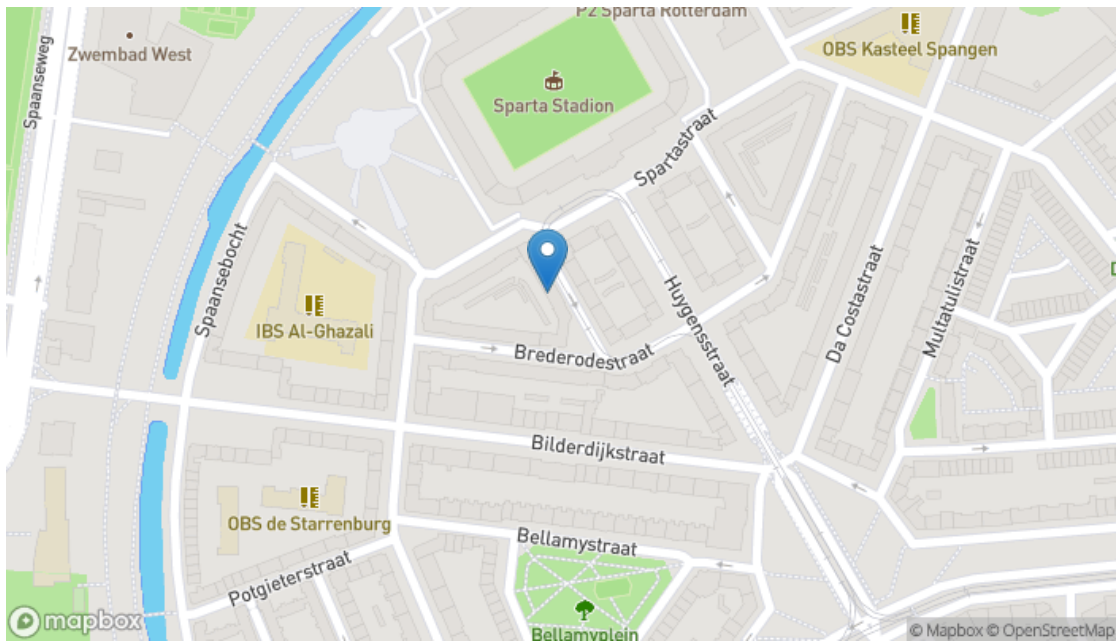 PZ Sparta Rotterdam
OBS Kasteel Spangen
Zwembad West
Spaanseweg
Sparta Stadion
Spartastraat
Spaansebocht
Huygensstraat
Da Costastraat
Multatulistraat
IBS Al-Ghazali
Brederodestraat
Bilderdijkstraat
OBS de Starrenburg
Bellamystraat
Potgieterstraat
Bellamyplein
mapbox
© Mapbox © OpenStreetMap